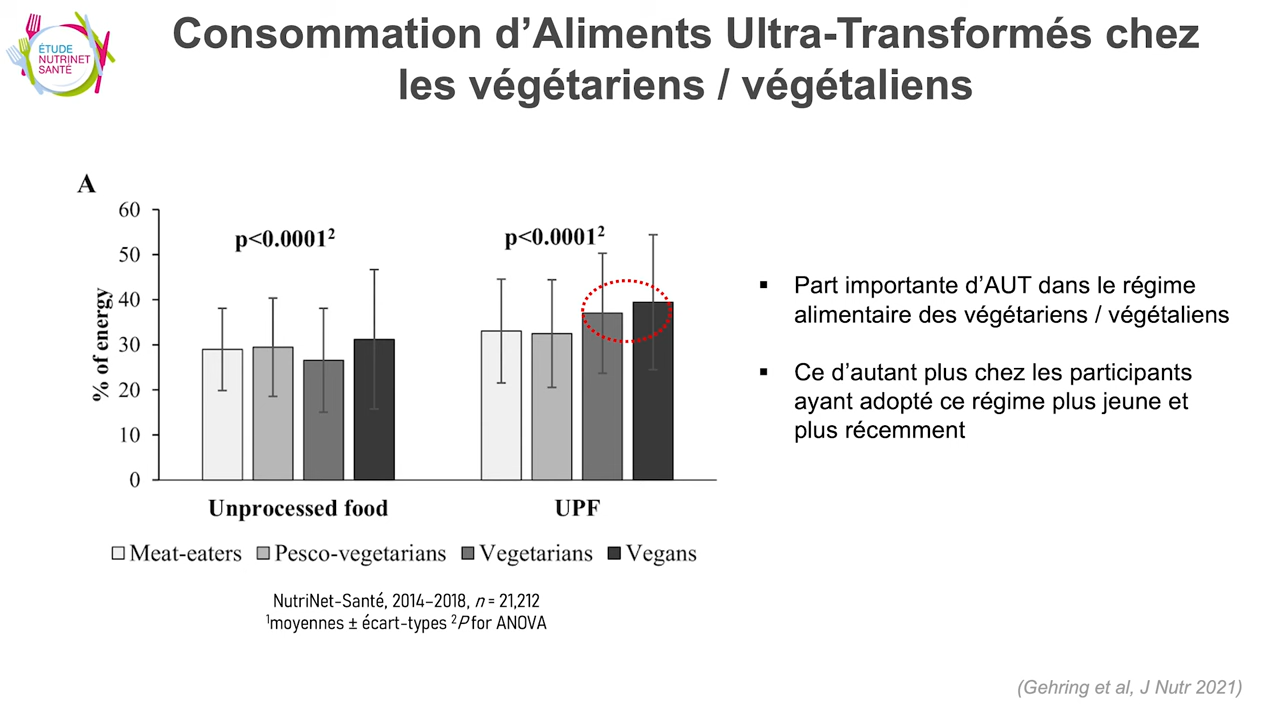 Consommation d’Aliments Ultra-Transformés chez
les végétariens / végétaliens
ÉTUDE
NUTRINET
SANTÉ
A
60
50
40
30
20
10
0
% of energy
p<0.0001²
p<0.0001²
Unprocessed food
UPF
Meat-eaters
Pesco-vegetarians
Vegetarians
Vegans
NutriNet-Santé, 2014–2018, n = 21,212
¹moyennes ± écart-types ²P for ANOVA
▪ Part importante d’AUT dans le régime
alimentaire des végétariens / végétaliens
▪ Ce d’autant plus chez les participants
ayant adopté ce régime plus jeune et
plus récemment
(Gehring et al, J Nutr 2021)